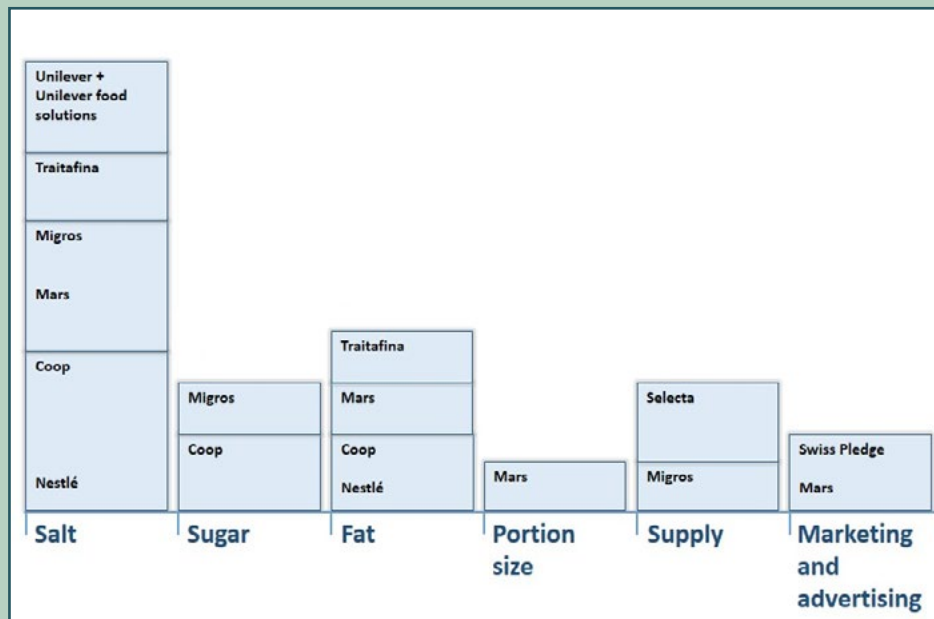 Unilever +
Unilever food
solutions
Traitafina
Migros
Mars
Coop
Nestlé
Salt
Migros
Coop
Sugar
Traitafina
Mars
Coop
Nestlé
Fat
Mars
Portion
size
Selecta
Migros
Supply
Swiss Pledge
Mars
Marketing
and
advertising